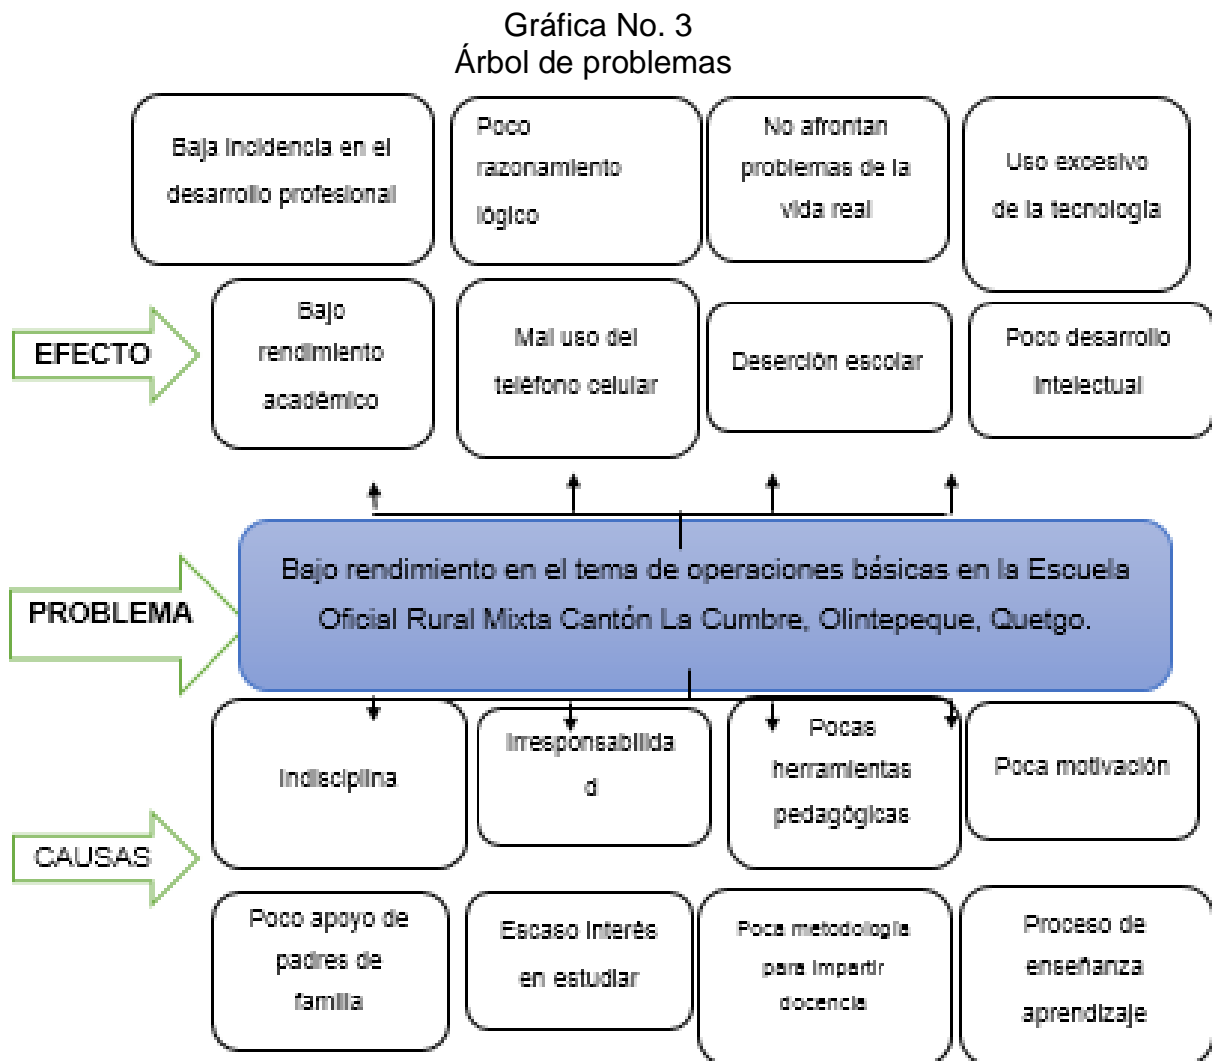 Gráfica No. 3
Árbol de problemas
Baja incidencia en el
desarrollo profesional
Poco
razonamiento
lógico
No afrontan
problemas de la
vida real
Uso excesivo
de la tecnología
EFECTO
Bajo
rendimiento
académico
Mal uso del
teléfono celular
Deserción escolar
Poco desarrollo
intelectual
PROBLEMA
Bajo rendimiento en el tema de operaciones básicas en la Escuela
Oficial Rural Mixta Cantón La Cumbre, Olintepeque, Quetgo.
CAUSAS
Indisciplina
Irresponsabilida
d
Pocas
herramientas
pedagógicas
Poca motivación
Poco apoyo de
padres de
familia
Escaso interés
en estudiar
Poca metodología
para impartir
docencia
Proceso de
enseñanza
aprendizaje